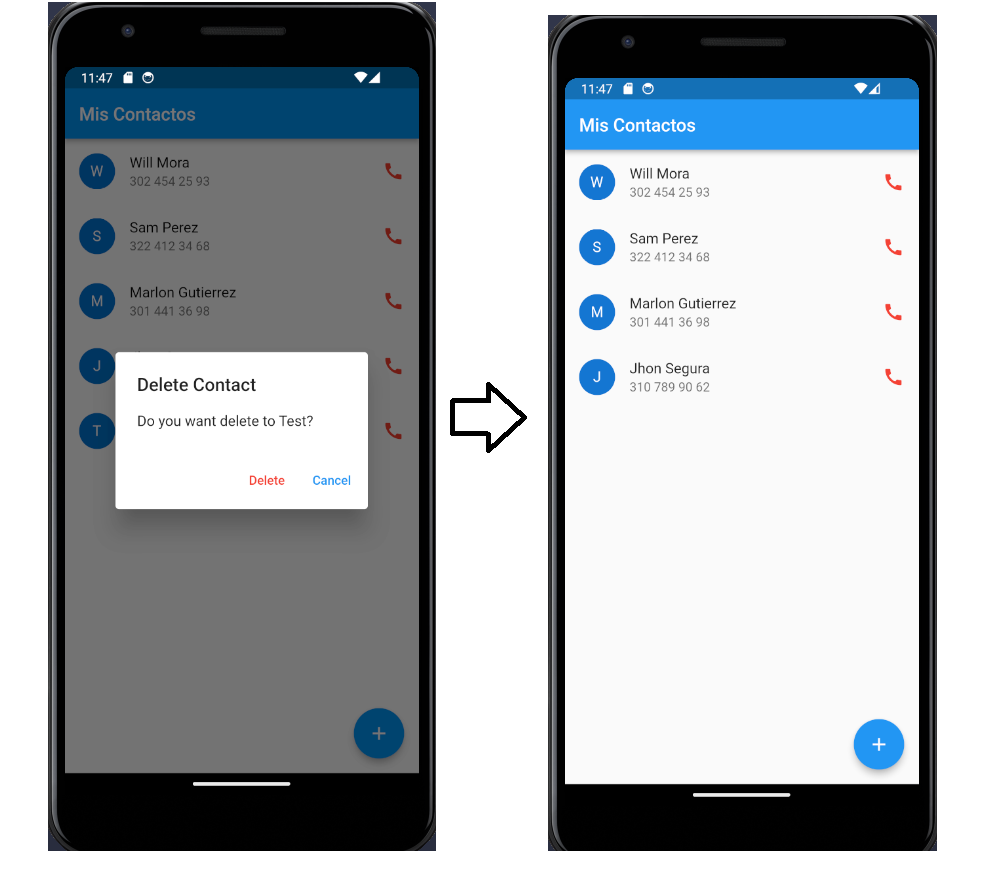 11:47
Mis Contactos
W
Will Mora
302 454 25 93
S
Sam Perez
322 412 34 68
M
Marlon Gutierrez
301 441 36 98
J
T
Delete Contact
Do you want delete to Test?
Delete Cancel
+
11:47
Mis Contactos
W
Will Mora
302 454 25 93
S
Sam Perez
322 412 34 68
M
Marlon Gutierrez
301 441 36 98
J
Jhon Segura
310 789 90 62
+